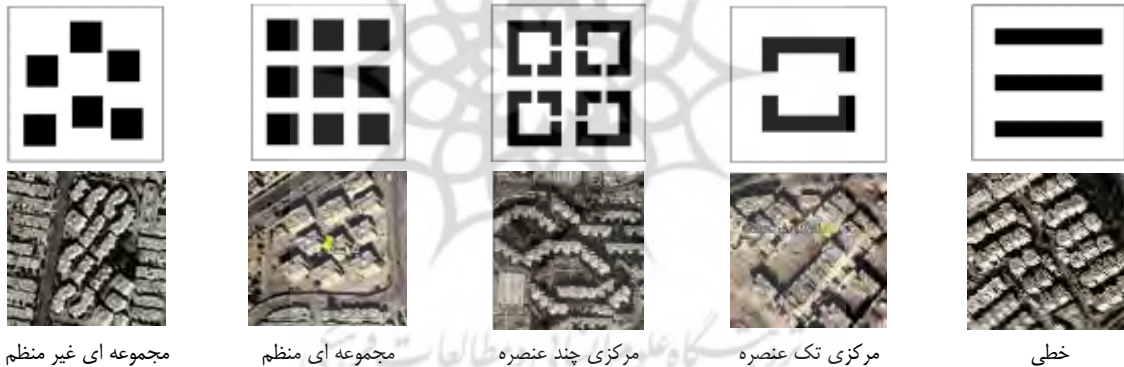 خطی
مرکزی تک عنصره
مرکزی چند عنصره
مجموعه ای منظم
مجموعه ای غیر منظم